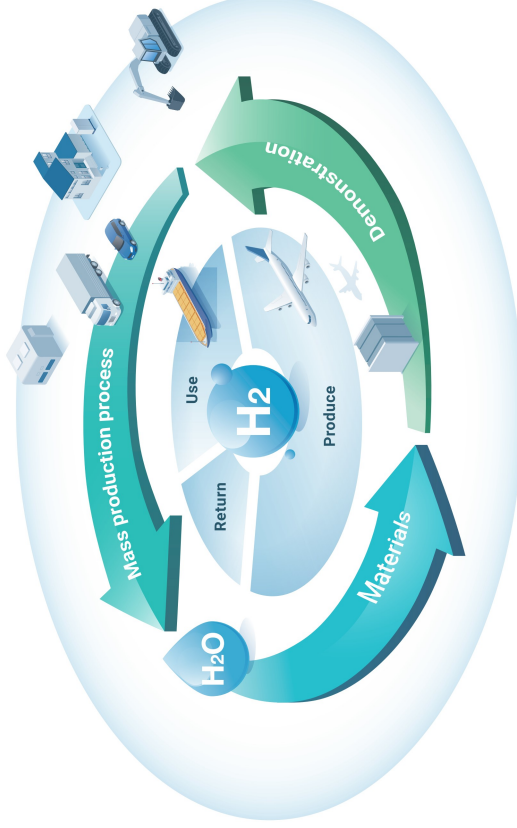 Mass production process
Demonstration
Materials
Use
Return
Produce
H2
H2O